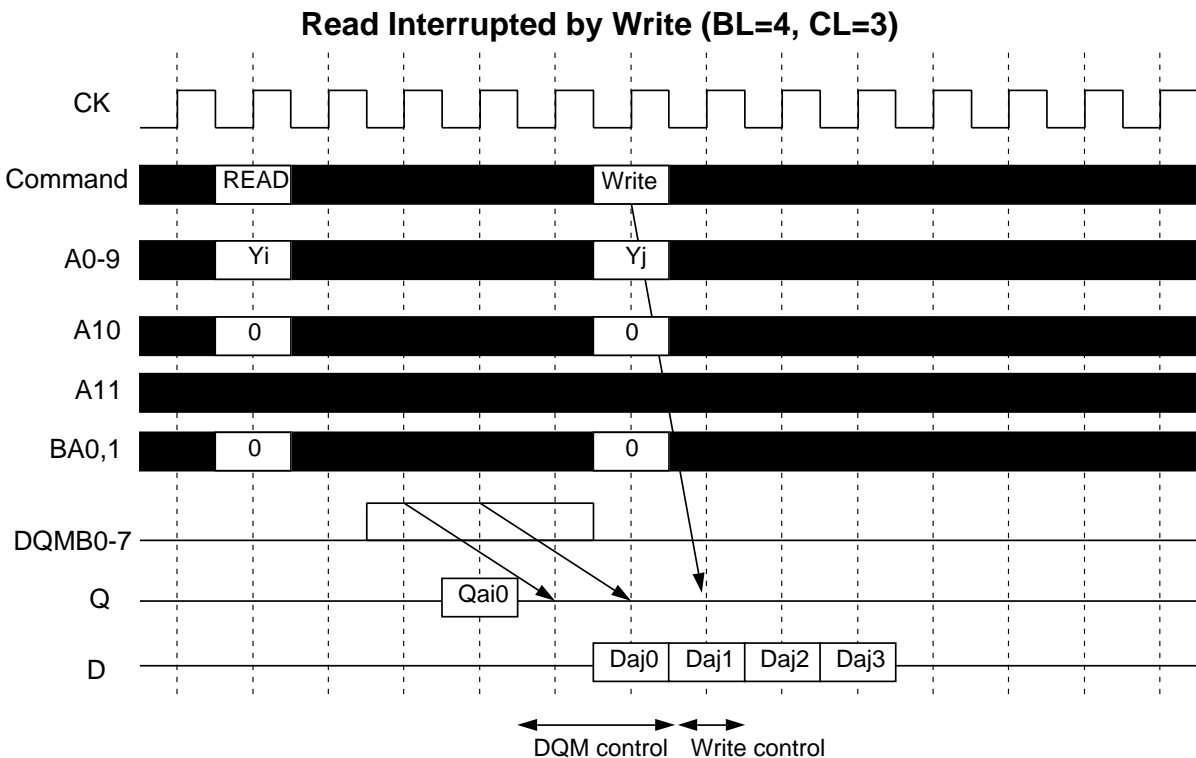 Read Interrupted by Write (BL=4, CL=3)
CK
Command READ Write
A0-9 Yi Yj
A10 0 0
A11
BA0,1 0 0
DQMB0-7
Q Qai0
D Daj0 Daj1 Daj2 Daj3
DQM control Write control